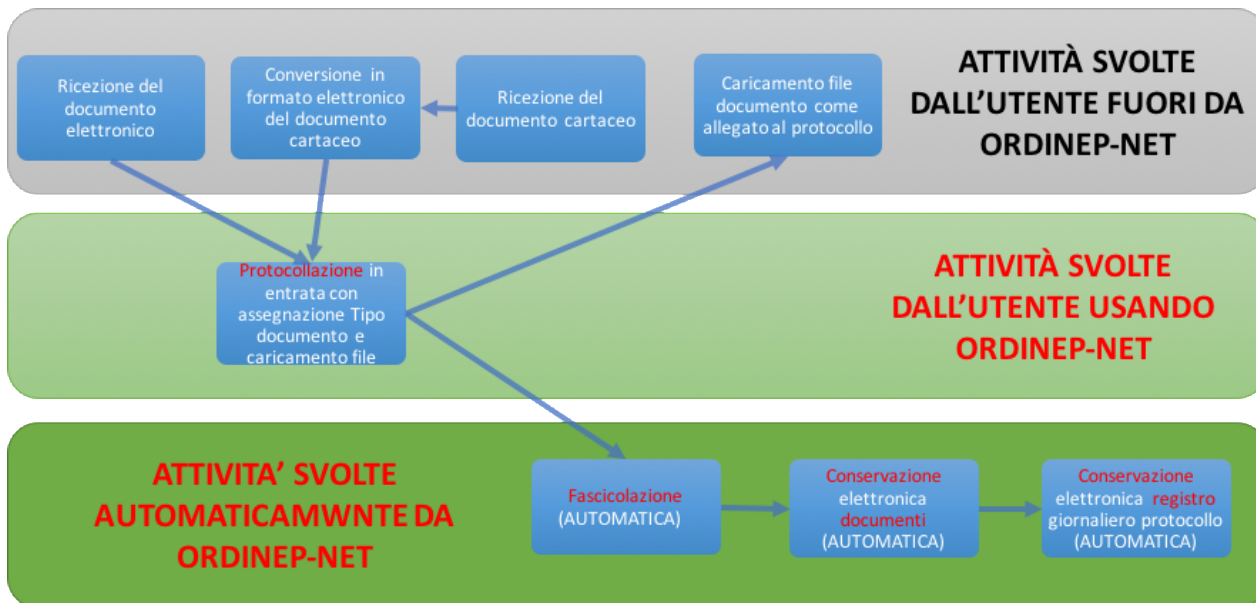 Ricezione del
documento
elettronico
Conversione in
formato elettronico
del documento
cartaceo
Ricezione del
documento cartaceo
Caricamento file
documento come
allegato al protocollo
ATTIVITÀ SVOLTE
DALL'UTENTE FUORI DA
ORDINEP-NET
Protocollazione in
entrata con
assegnazione Tipo
documento e
caricamento file
ATTIVITÀ SVOLTE
DALL'UTENTE USANDO
ORDINEP-NET
ATTIVITA' SVOLTE
AUTOMATICAMWNTE DA
ORDINEP-NET
Fascicolazione
(AUTOMATICA)
Conservazione
elettronica
documenti
(AUTOMATICA)
Conservazione
elettronica registro
giornaliero protocollo
(AUTOMATICA)